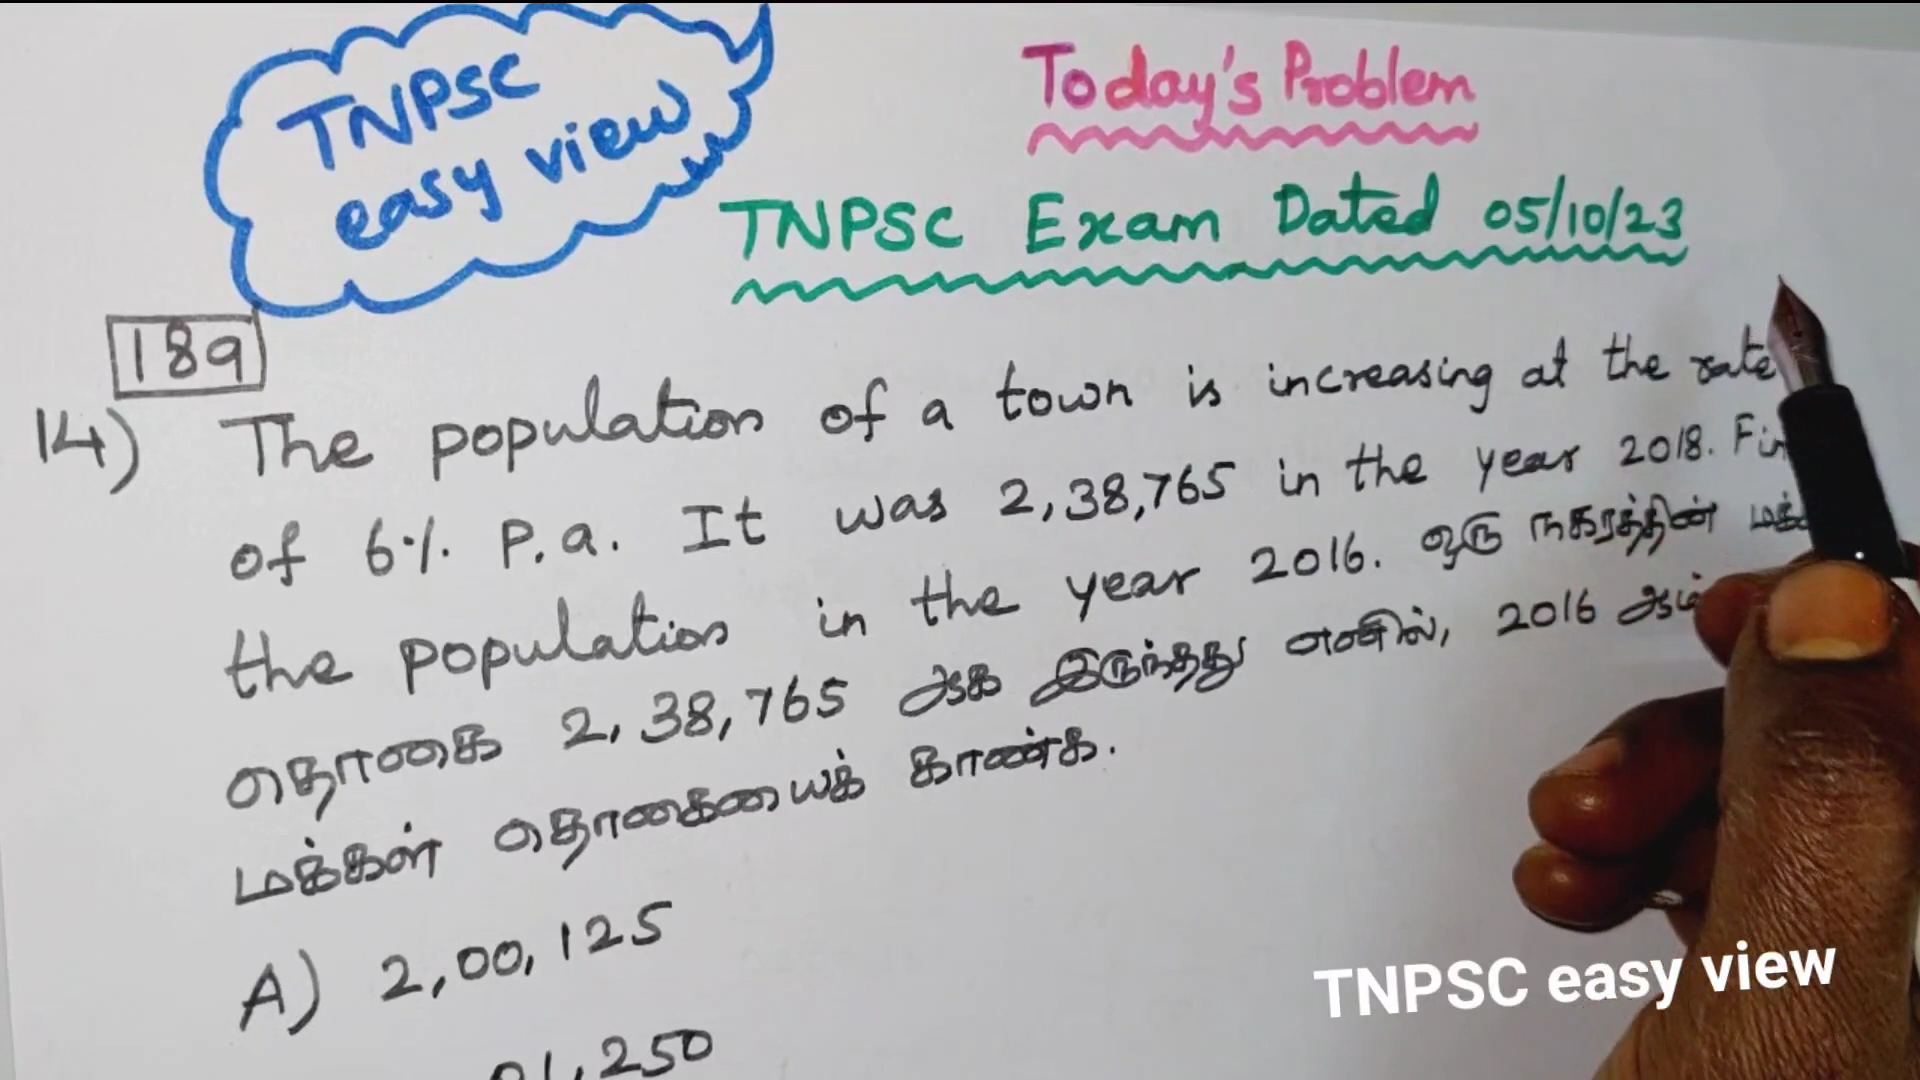 TNPSC
easy view
Today's Problem
TNPSC Exam Dated 05/10/23
189
14) The population of a town is increasing at the rate
of 6% P.a. It was 2,38,765 in the year 2018.
the population in the year 2016. ஒரு நகரத்தின்
தொகை 2,38,765 ஆக இருந்தது எனில், 2016
மக்கள் தொகையைக் காண்க.
A) 2,00,125
01,250
TNPSC easy view